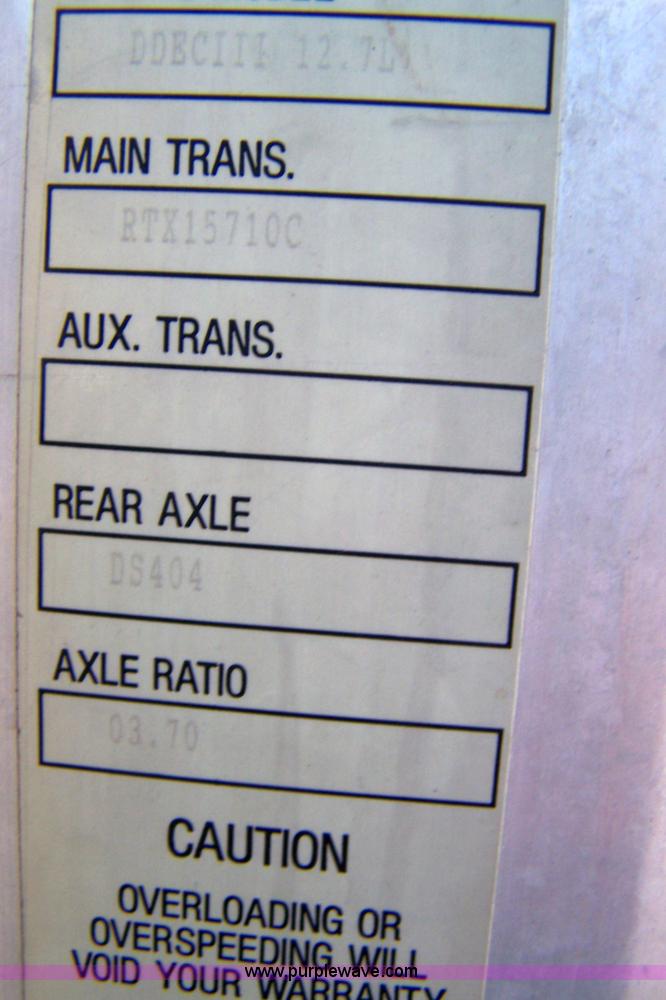 DDECIII 12.7L
MAIN TRANS.
RTX15710C
AUX. TRANS.
REAR AXLE
DS404
AXLE RATIO
03.70
CAUTION
OVERLOADING OR
OVERSPEEDING WILL
VOID YOUR WARRANTY
www.purplewave.com